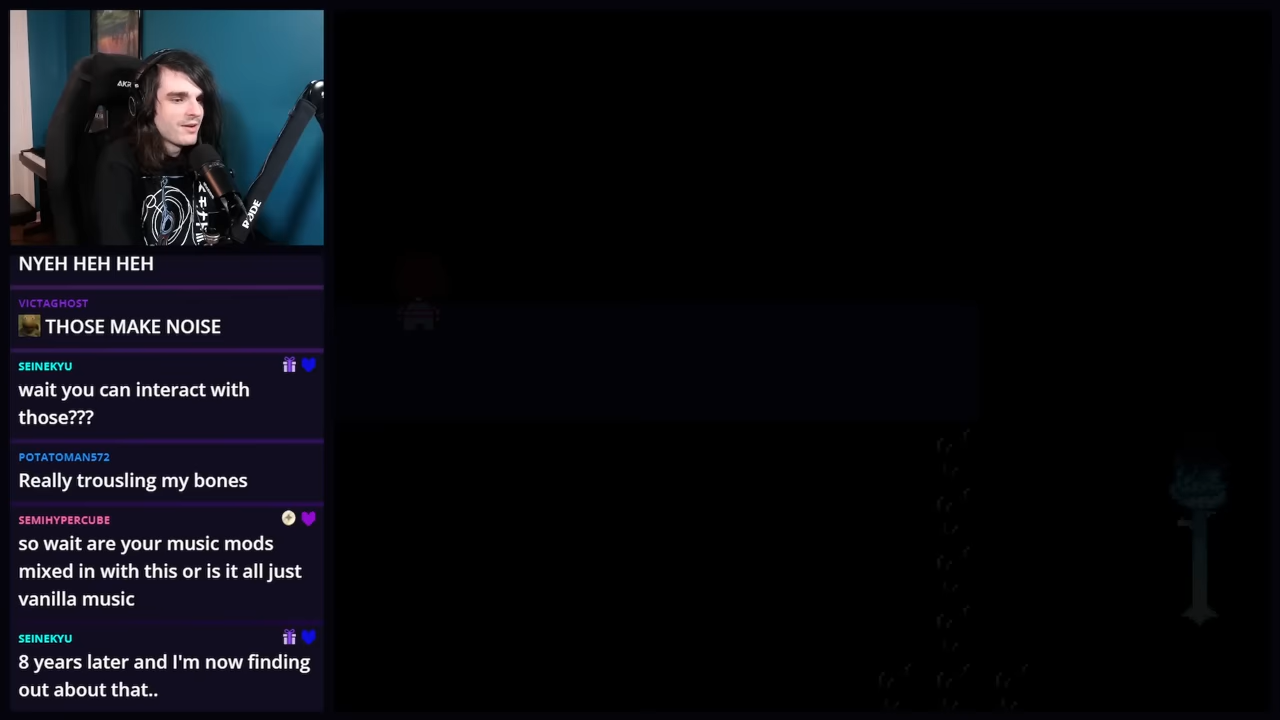 AKR
RØDE
NYEH HEH HEH
VICTAGHOST
THOSE MAKE NOISE
SEINEKYU
wait you can interact with
those???
POTATOMAN572
Really trousling my bones
SEMIHYPERCUBE
so wait are your music mods
mixed in with this or is it all just
vanilla music
SEINEKYU
8 years later and I'm now finding
out about that..